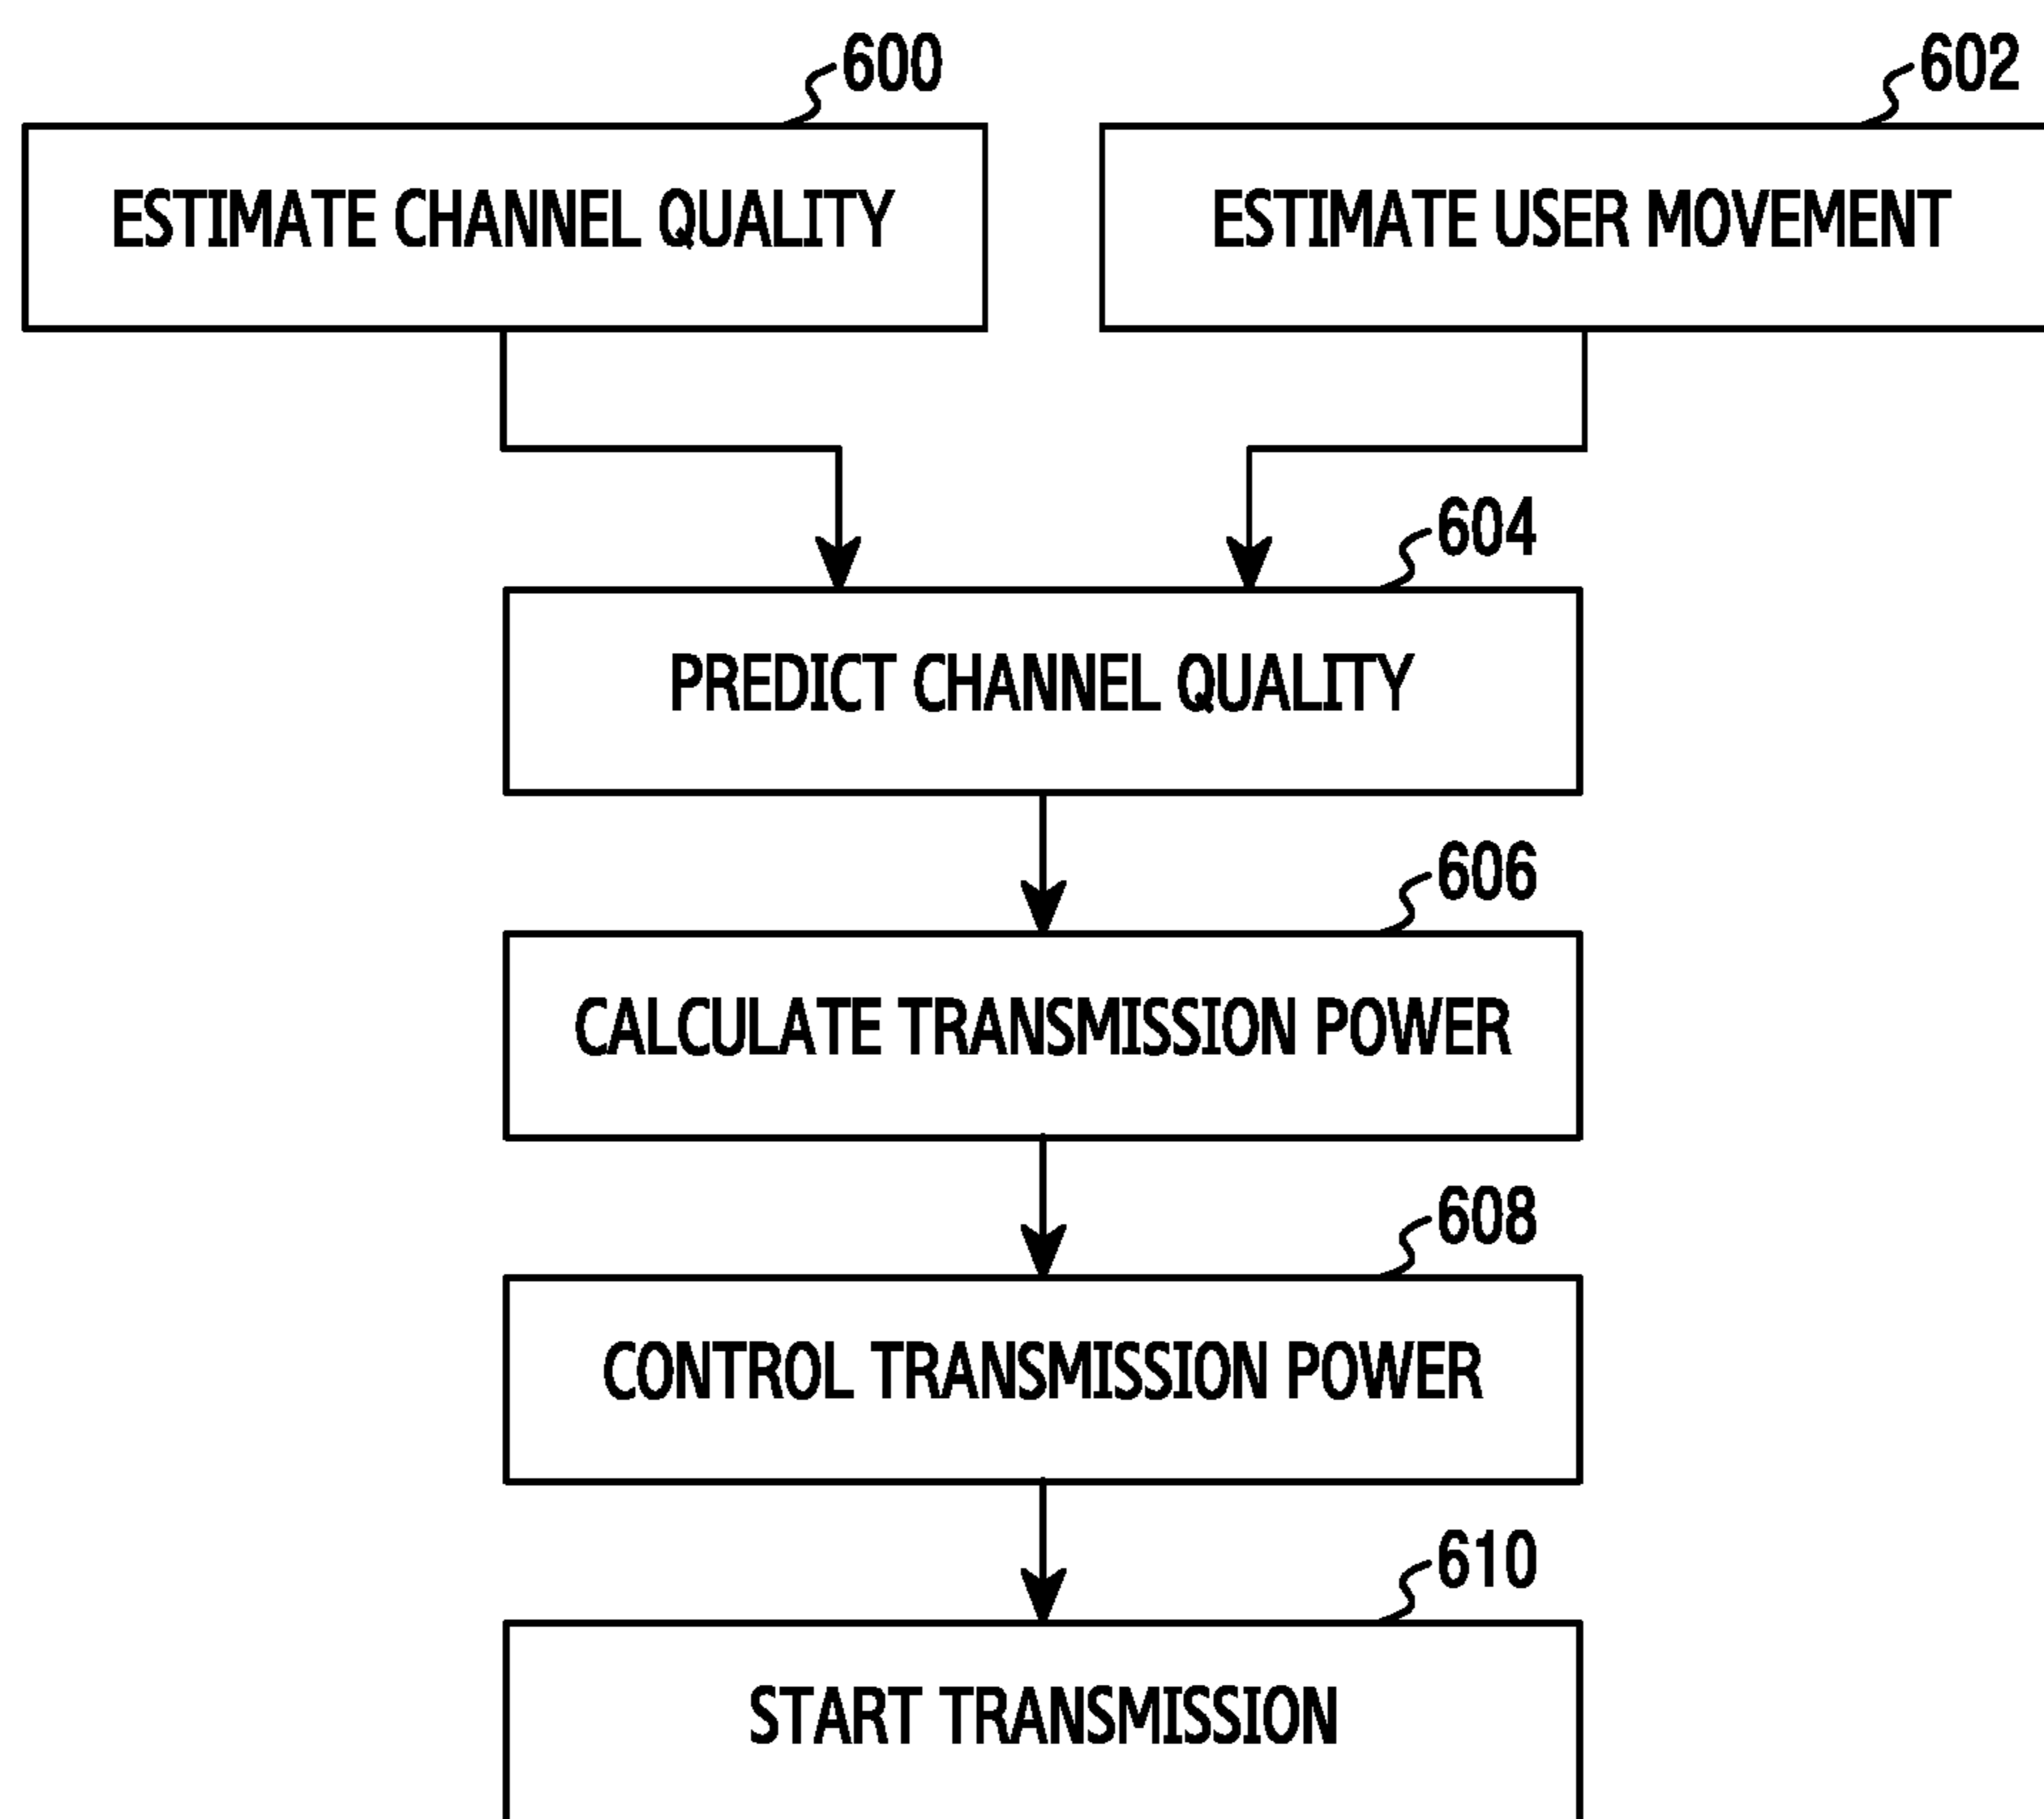 600
602
ESTIMATE CHANNEL QUALITY
ESTIMATE USER MOVEMENT
604
PREDICT CHANNEL QUALITY
606
CALCULATE TRANSMISSION POWER
608
CONTROL TRANSMISSION POWER
610
START TRANSMISSION